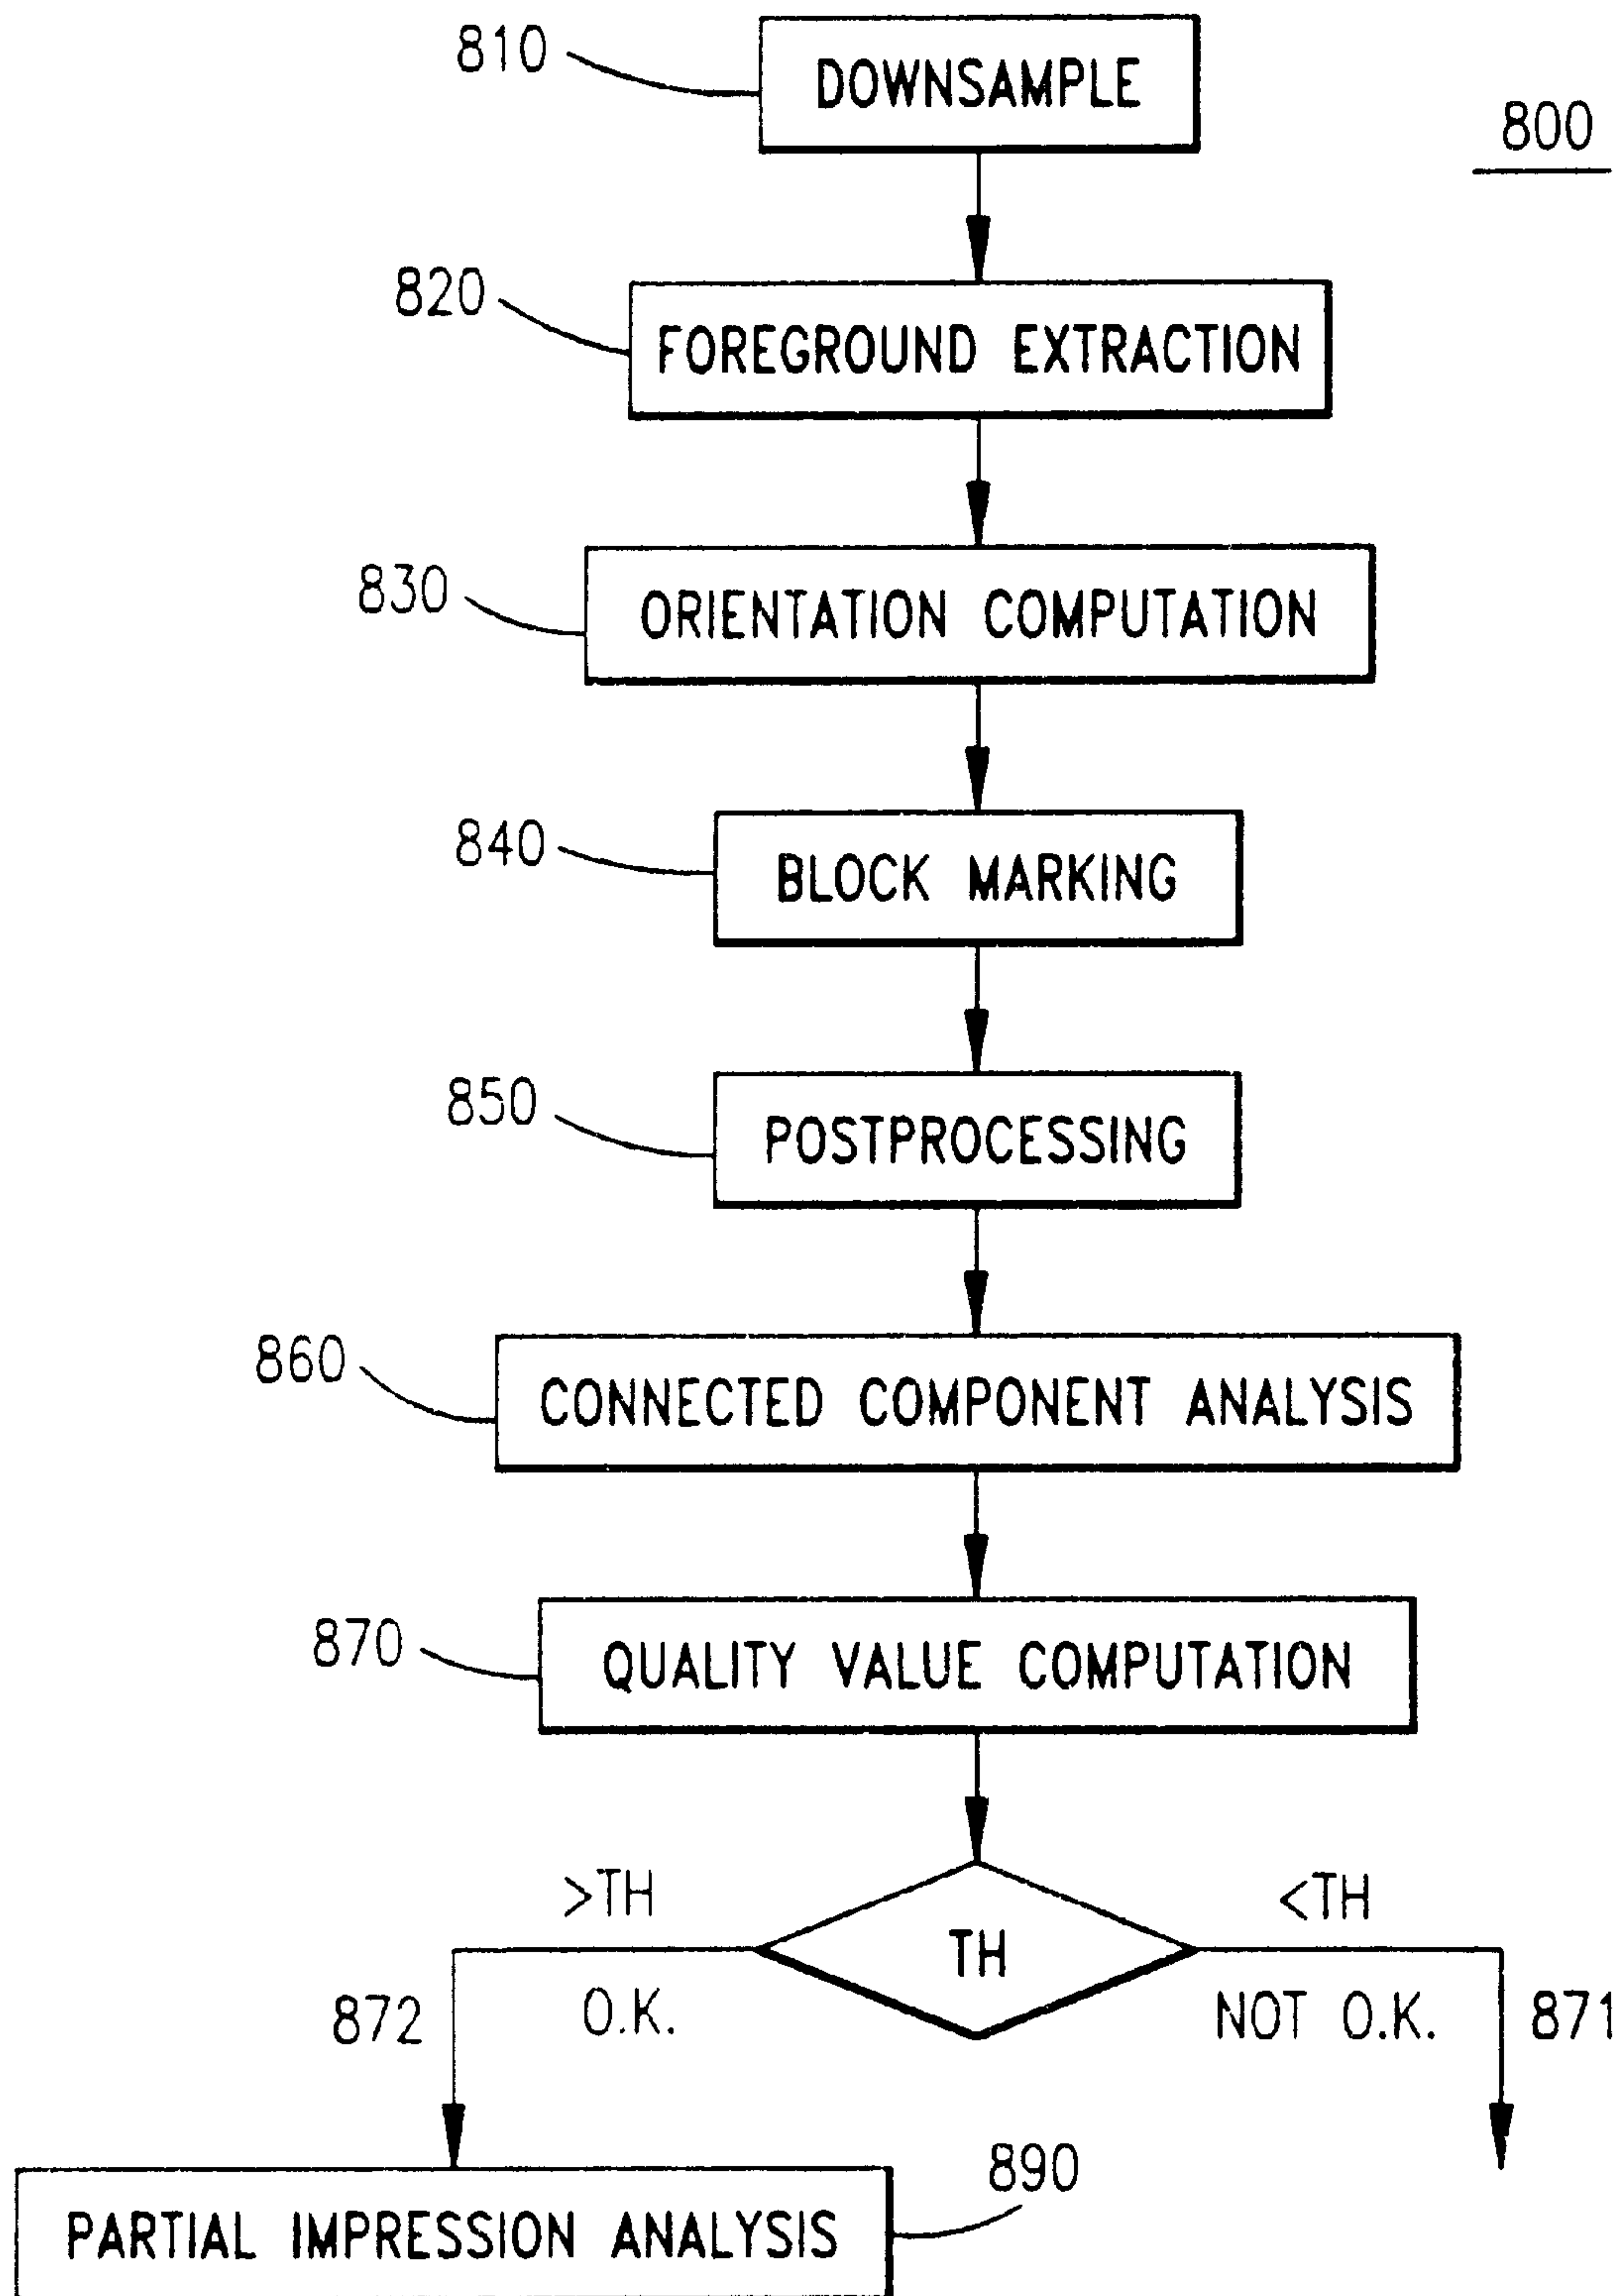 810
DOWNSAMPLE
800
820
FOREGROUND EXTRACTION
830
ORIENTATION COMPUTATION
840
BLOCK MARKING
850
POSTPROCESSING
860
CONNECTED COMPONENT ANALYSIS
870
QUALITY VALUE COMPUTATION
>TH
<TH
TH
872
O.K.
NOT O.K.
871
890
PARTIAL IMPRESSION ANALYSIS